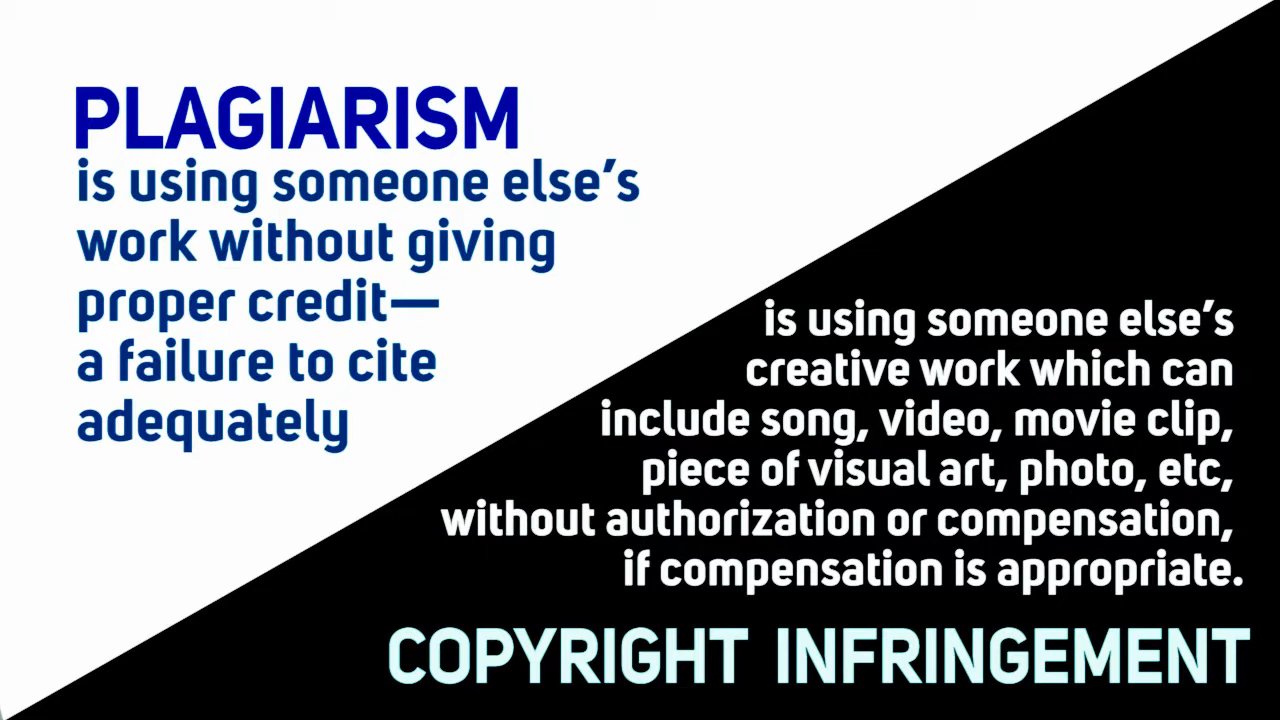 PLAGIARISM
is using someone else’s
work without giving
proper credit—
a failure to cite
adequately
is using someone else’s
creative work which can
include song, video, movie clip,
piece of visual art, photo, etc,
without authorization or compensation,
if compensation is appropriate.
COPYRIGHT INFRINGEMENT